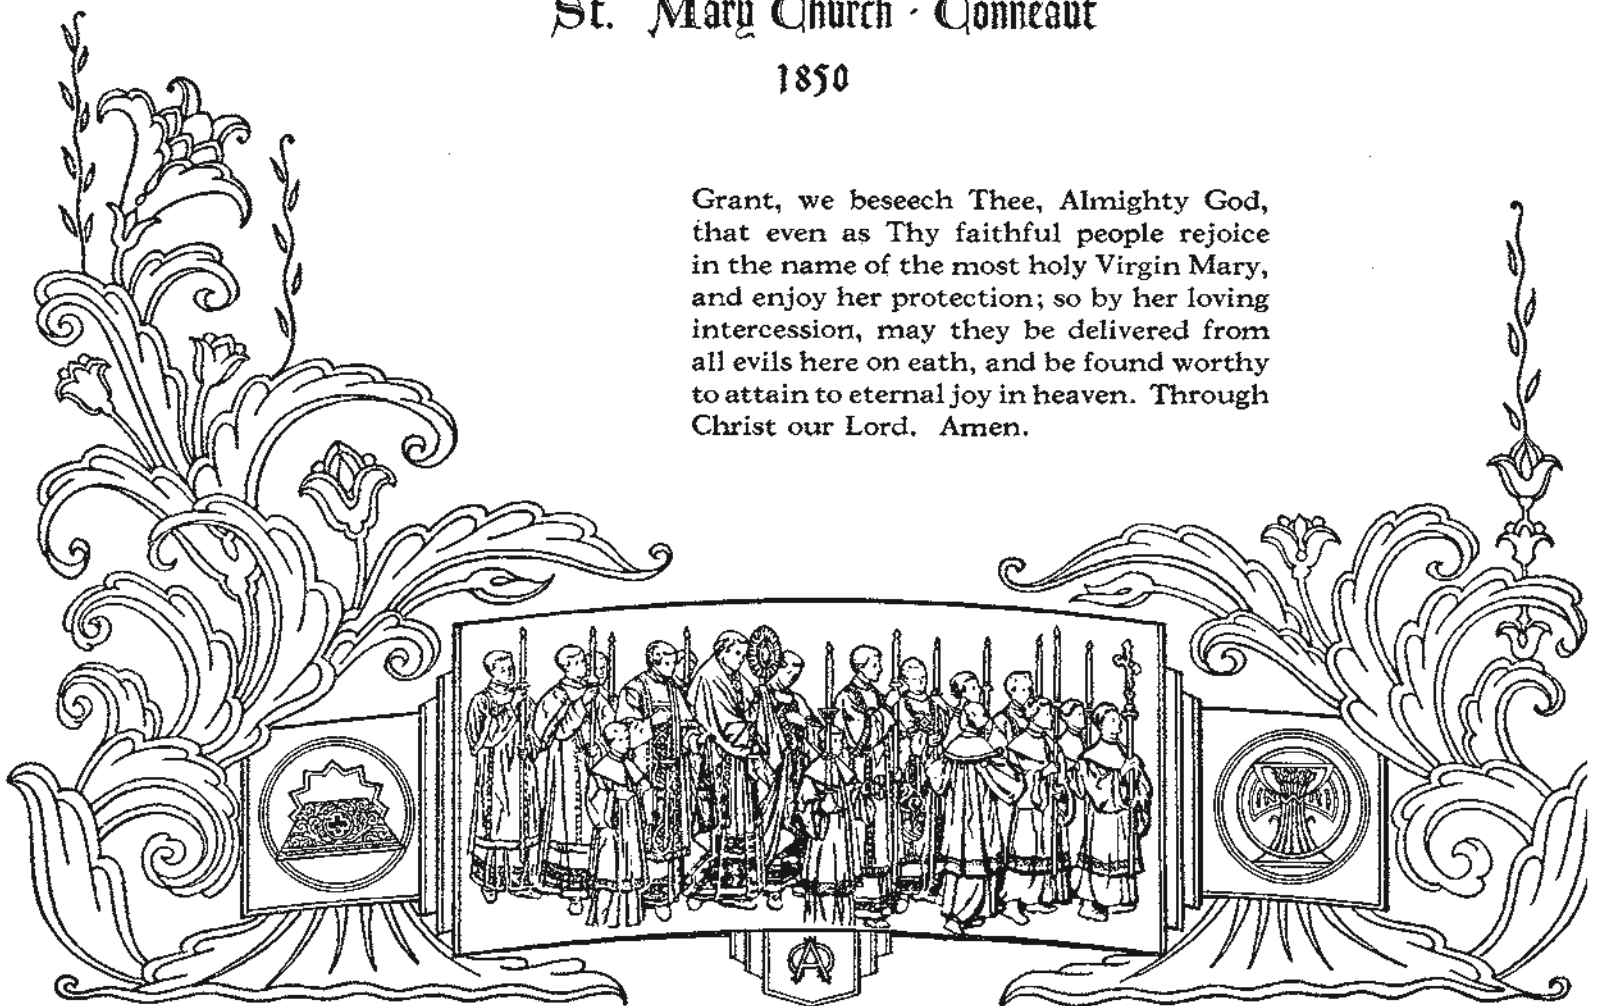 St. Mary Church - Conneaut
1850
Grant, we beseech Thee, Almighty God,
that even as Thy faithful people rejoice
in the name of the most holy Virgin Mary,
and enjoy her protection; so by her loving
intercession, may they be delivered from
all evils here on eath, and be found worthy
to attain to eternal joy in heaven. Through
Christ our Lord. Amen.